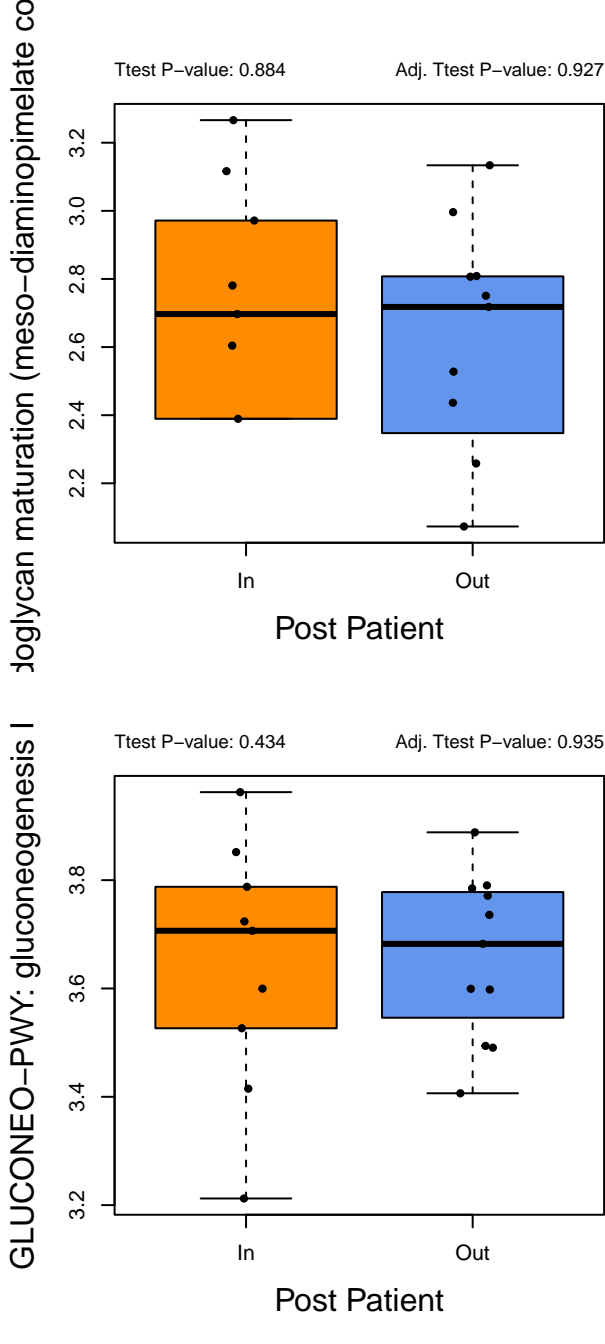 Ttest P−value: 0.884
Adj. Ttest P−value: 0.927
doglycan maturation (meso−diaminopimelate co
3.2
3.0
2.8
2.6
2.4
2.2
In
Out
Post Patient
Ttest P−value: 0.434
Adj. Ttest P−value: 0.935
GLUCONEO−PWY: gluconeogenesis I
3.8
3.6
3.4
3.2
In
Out
Post Patient